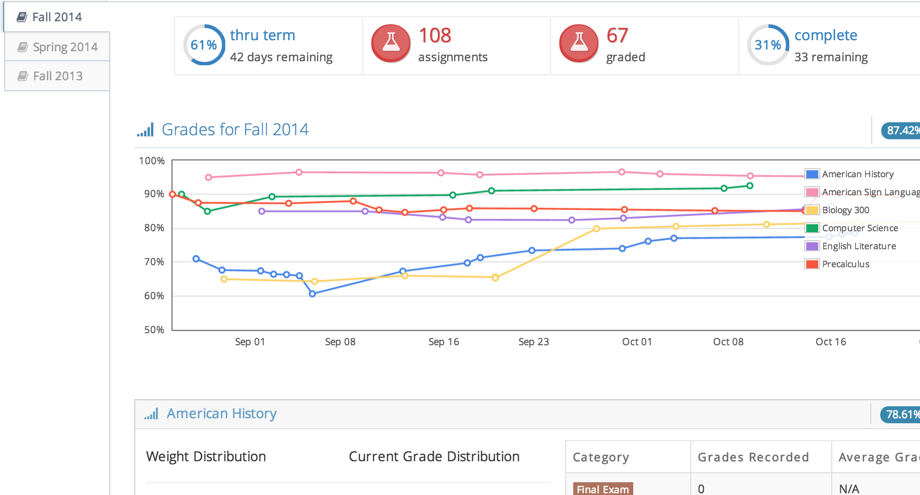 Fall 2014
Spring 2014
Fall 2013
61%
thru term
42 days remaining
108
assignments
67
graded
31%
complete
33 remaining
Grades for Fall 2014
87.42%
100%
90%
80%
70%
60%
50%
American History
American Sign Languag
Biology 300
Computer Science
English Literature
Precalculus
Sep 01
Sep 08
Sep 16
Sep 23
Oct 01
Oct 08
Oct 16
American History
78.61%
Weight Distribution
Current Grade Distribution
Category
Grades Recorded
Average Gra
Final Exam
0
N/A